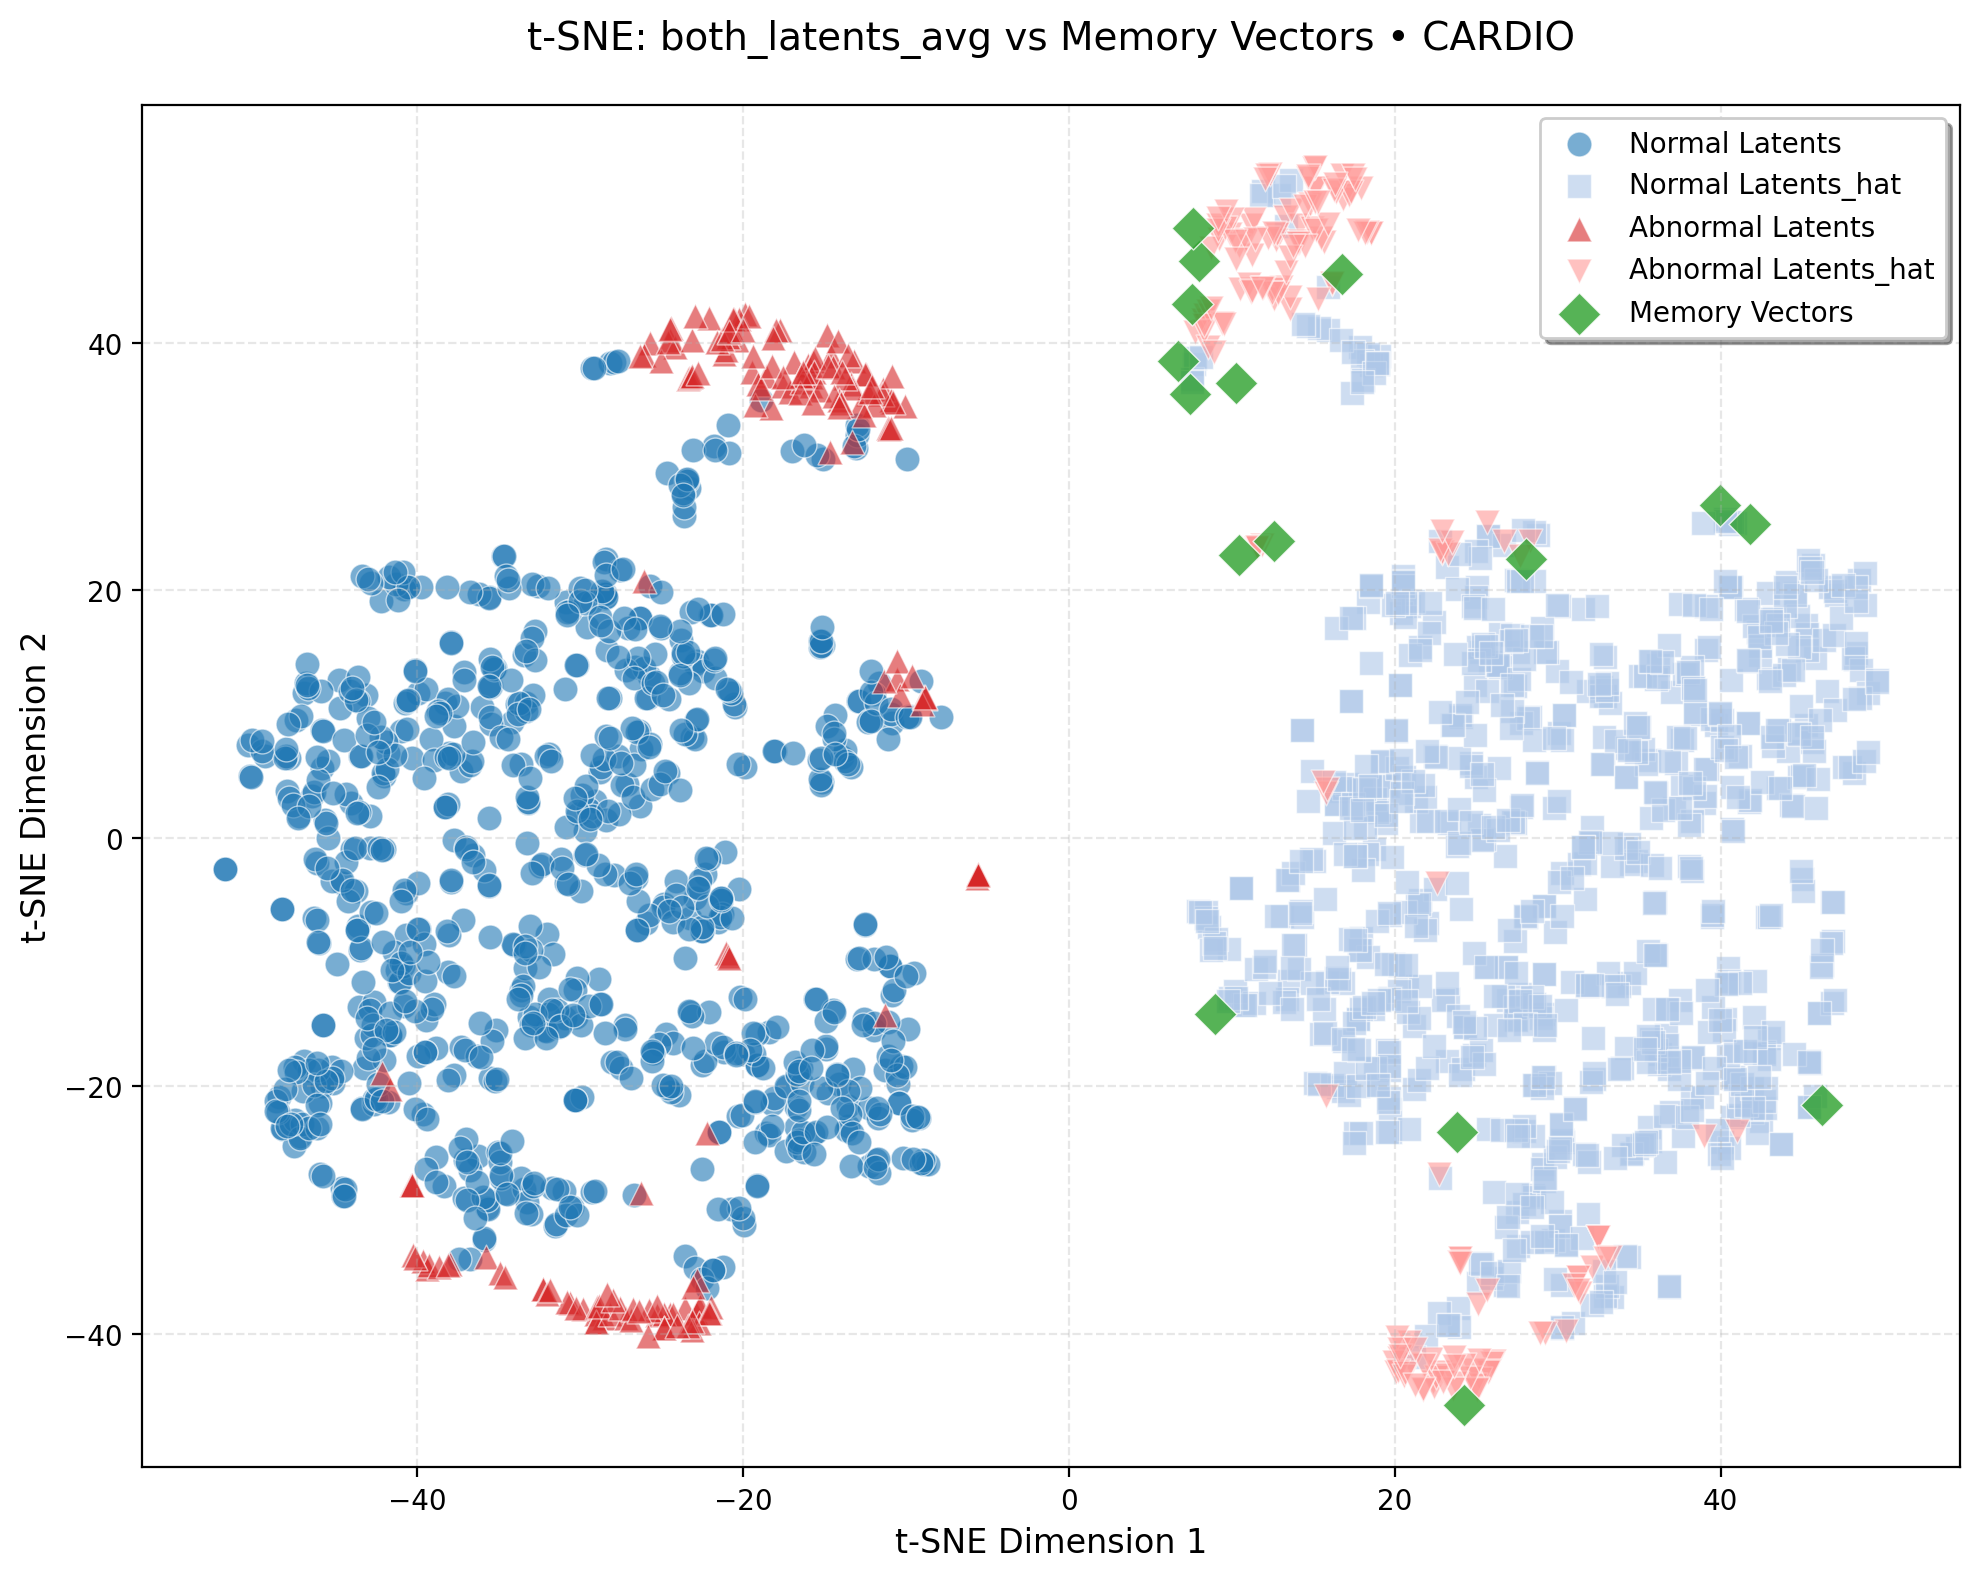 t-SNE: both_latents_avg vs Memory Vectors • CARDIO
Normal Latents
Normal Latents_hat
Abnormal Latents
Abnormal Latents_hat
Memory Vectors
t-SNE Dimension 2
40
20
0
−20
−40
−40
−20
0
20
40
t-SNE Dimension 1